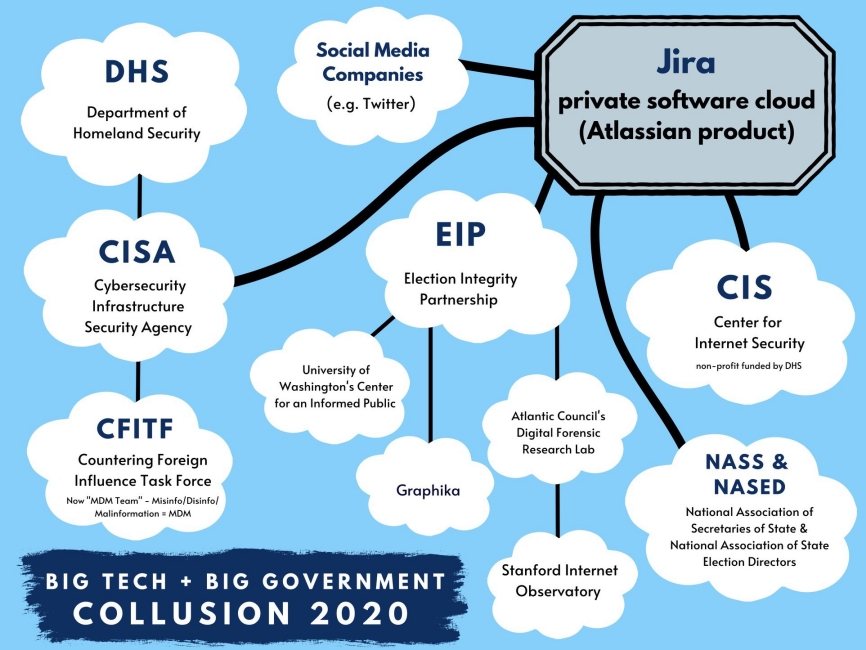 DHS
Department of
Homeland Security
Social Media
Companies
(e.g. Twitter)
Jira
private software cloud
(Atlassian product)
CISA
Cybersecurity
Infrastructure
Security Agency
EIP
Election Integrity
Partnership
CIS
Center for
Internet Security
non-profit funded by DHS
University of
Washington's Center
for an Informed Public
CFITF
Countering Foreign
Influence Task Force
Now "MDM Team" - Misinfo/Disinfo/
Malinformation = MDM
Graphika
Atlantic Council's
Digital Forensic
Research Lab
Stanford Internet
Observatory
NASS &
NASED
National Association of
Secretaries of State &
National Association of State
Election Directors
BIG TECH + BIG GOVERNMENT
COLLUSION 2020